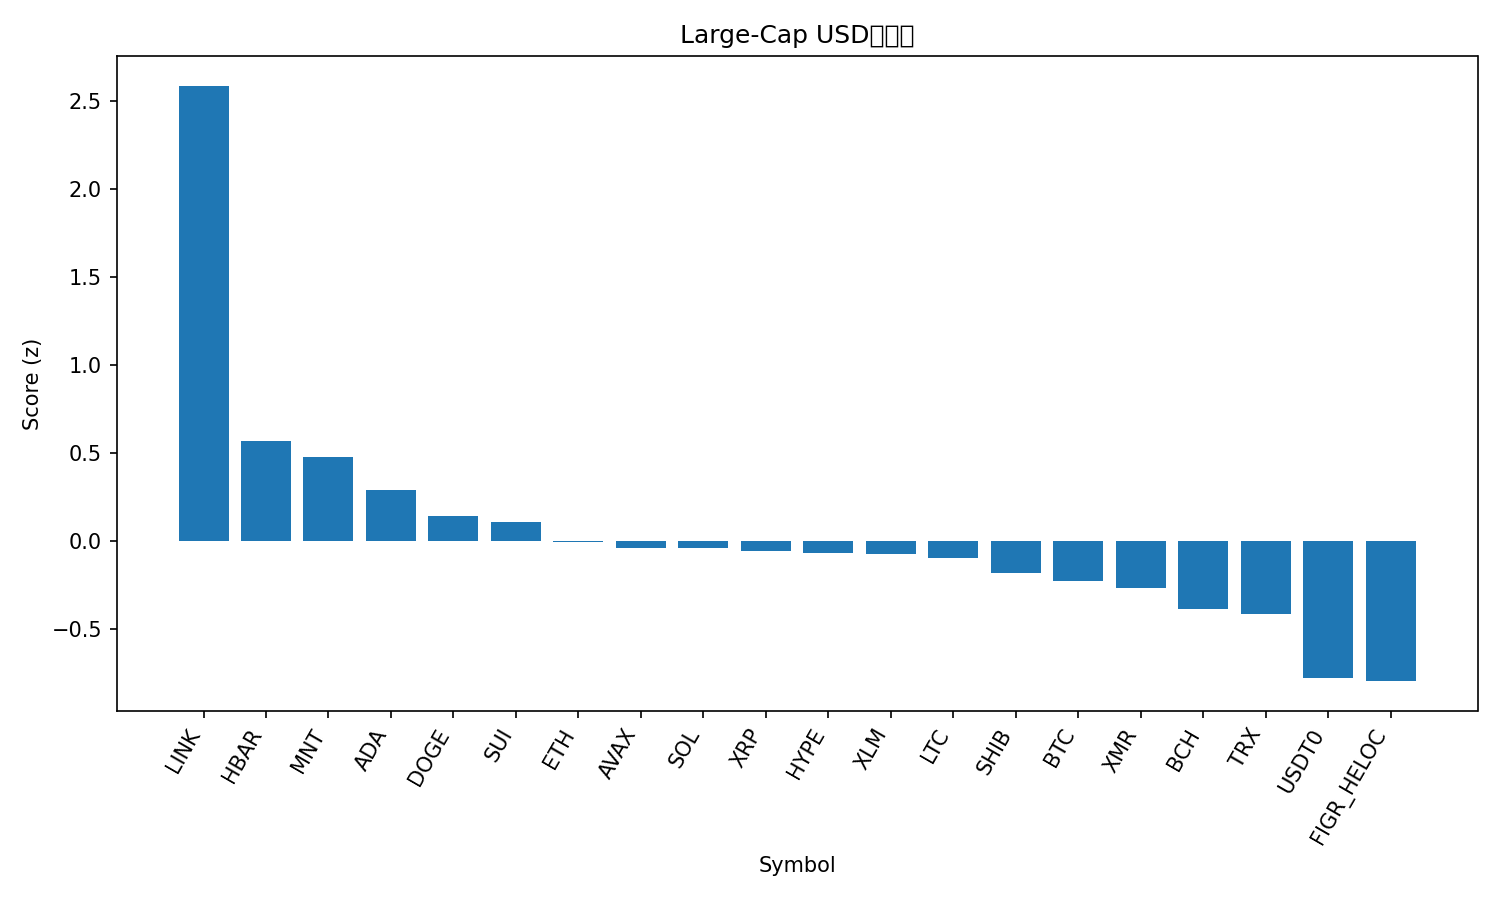 Large-Cap USD
Score (z)
2.5
2.0
1.5
1.0
0.5
0.0
−0.5
LINK
HBAR
MNT
ADA
DOGE
SUI
ETH
AVAX
SOL
XRP
HYPE
XLM
LTC
SHIB
BTC
XMR
BCH
TRX
USDT0
FIGR_HELOC
Symbol